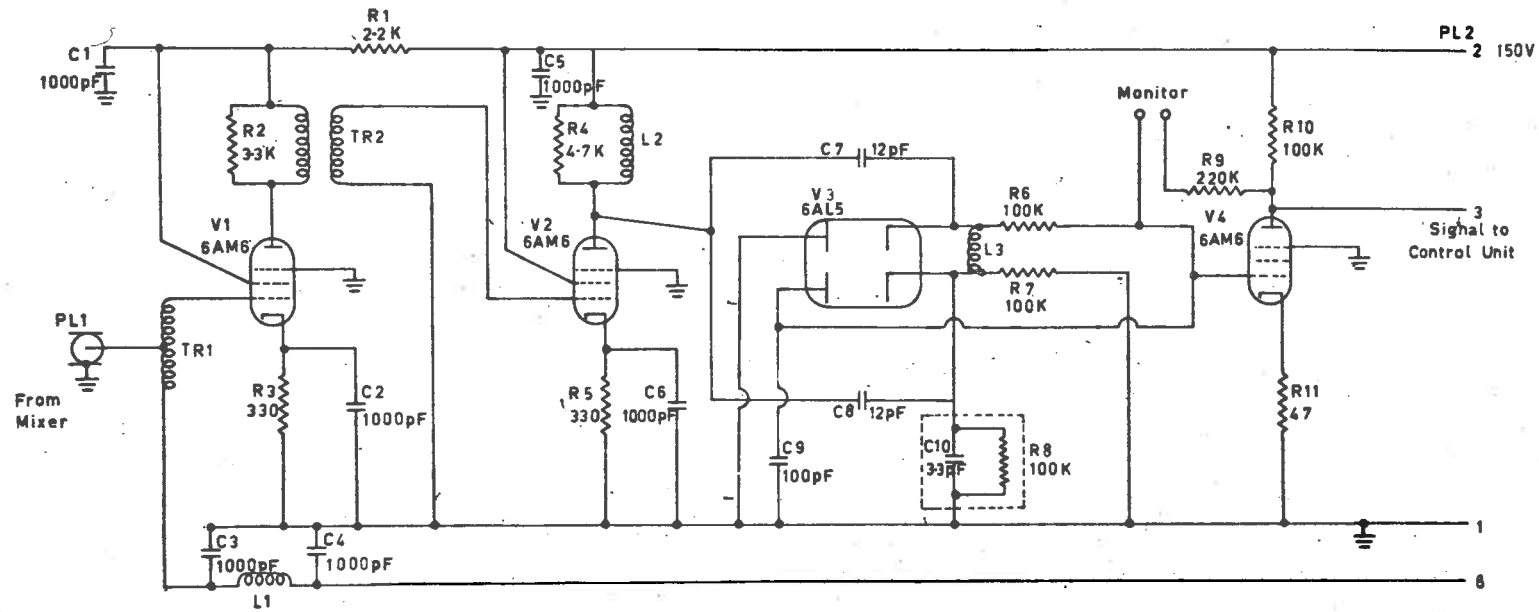 R1
2·2K
PL2
2 150V
C1
1000pF
C5
1000pF
Monitor
R2
3·3K
TR2
R4
4·7K
L2
R10
100K
C7 12pF
R9
220K
V3
6AL5
R6
100K
V1
6AM6
V2
6AM6
V4
6AM6
3
Signal to
Control Unit
L3
R7
100K
PL1
TR1
From
Mixer
R3
330
C2
1000pF
R5
330
C6
1000pF
C8 12pF
R11
47
C9
100pF
C10
3·3pF
R8
100K
1
C3
1000pF
C4
1000pF
L1
6